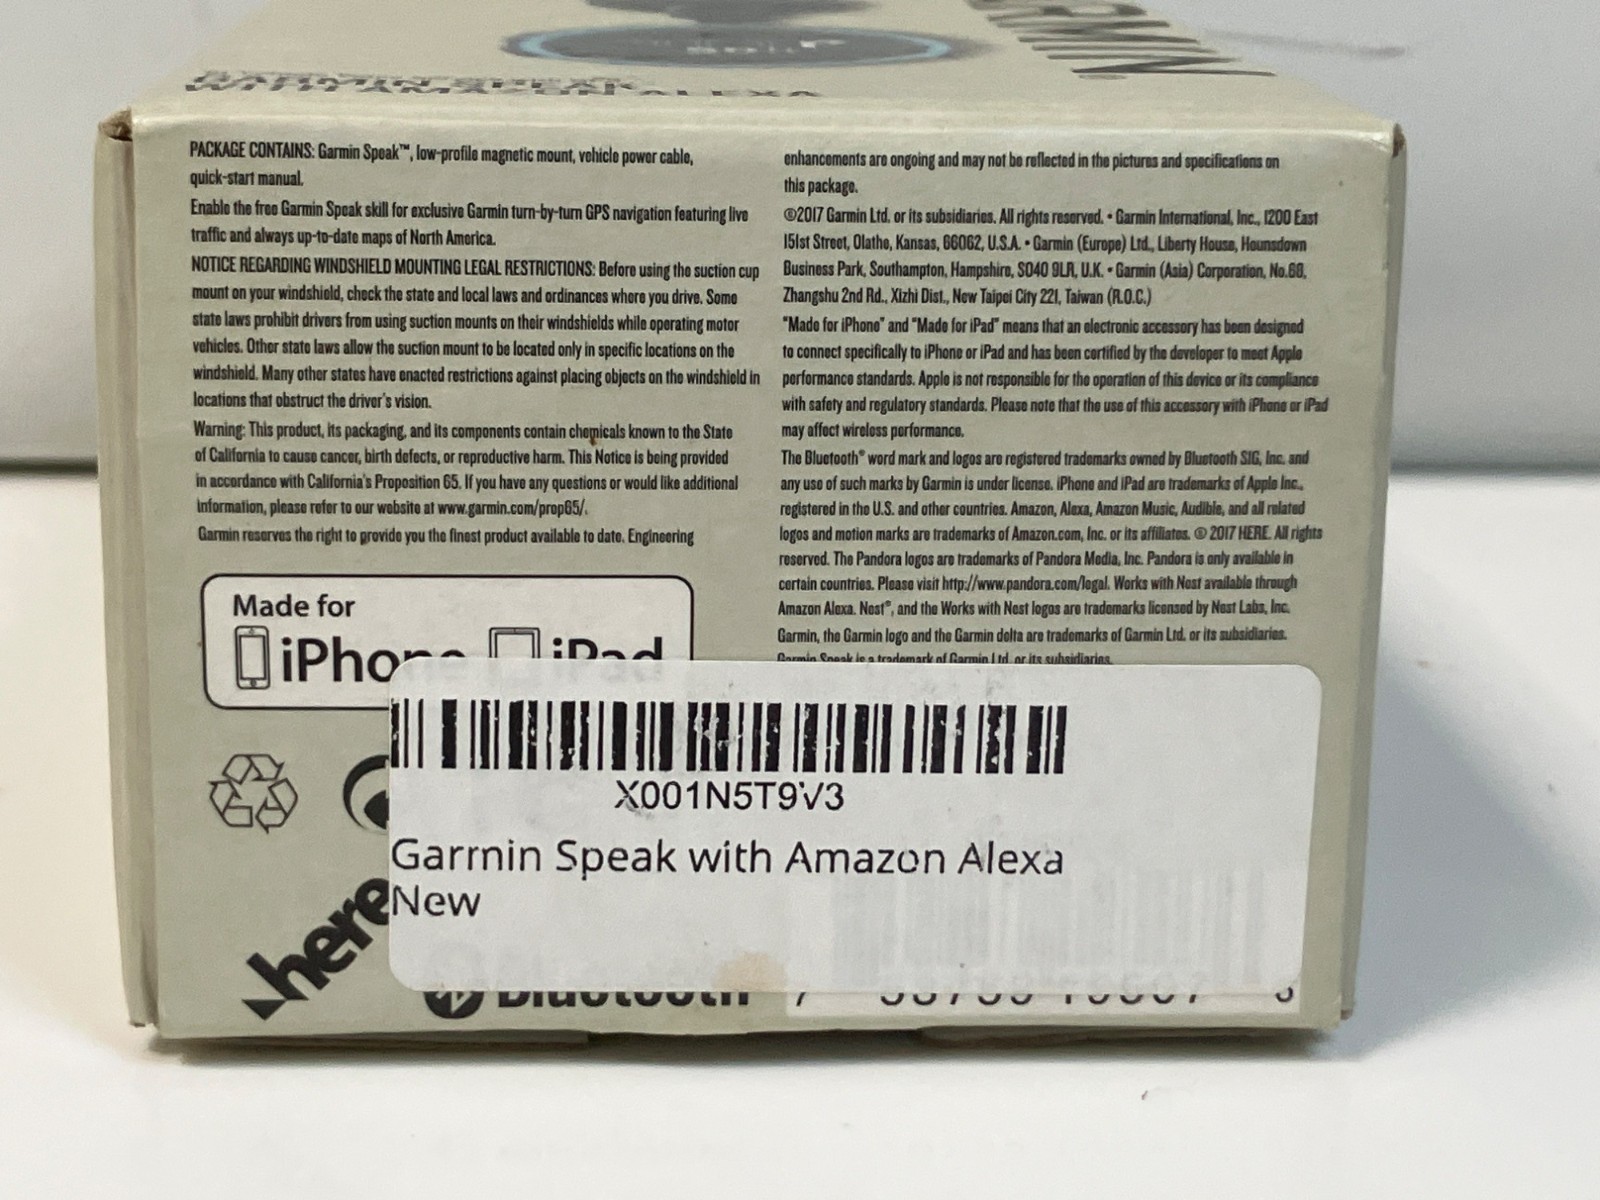 GARMIN
GARMIN SPEAK
WITH AMAZON ALEXA
PACKAGE CONTAINS: Garmin Speak™, low-profile magnetic mount, vehicle power cable,
quick-start manual.
Enable the free Garmin Speak skill for exclusive Garmin turn-by-turn GPS navigation featuring live
traffic and always up-to-date maps of North America.
NOTICE REGARDING WINDSHIELD MOUNTING LEGAL RESTRICTIONS: Before using the suction cup
mount on your windshield, check the state and local laws and ordinances where you drive. Some
state laws prohibit drivers from using suction mounts on their windshields while operating motor
vehicles. Other state laws allow the suction mount to be located only in specific locations on the
windshield. Many other states have enacted restrictions against placing objects on the windshield in
locations that obstruct the driver's vision.
Warning: This product, its packaging, and its components contain chemicals known to the State
of California to cause cancer, birth defects, or reproductive harm. This Notice is being provided
in accordance with California's Proposition 65. If you have any questions or would like additional
information, please refer to our website at www.garmin.com/prop65/.
Garmin reserves the right to provide you the finest product available to date. Engineering
enhancements are ongoing and may not be reflected in the pictures and specifications on
this package.
©2017 Garmin Ltd. or its subsidiaries. All rights reserved. • Garmin International, Inc., 1200 East
151st Street, Olathe, Kansas, 66062, U.S.A. • Garmin (Europe) Ltd., Liberty House, Hounsdown
Business Park, Southampton, Hampshire, SO40 9LR, U.K. • Garmin (Asia) Corporation, No.68,
Zhangshu 2nd Rd., Xizhi Dist., New Taipei City 221, Taiwan (R.O.C.)
"Made for iPhone" and "Made for iPad" means that an electronic accessory has been designed
to connect specifically to iPhone or iPad and has been certified by the developer to meet Apple
performance standards. Apple is not responsible for the operation of this device or its compliance
with safety and regulatory standards. Please note that the use of this accessory with iPhone or iPad
may affect wireless performance.
The Bluetooth® word mark and logos are registered trademarks owned by Bluetooth SIG, Inc. and
any use of such marks by Garmin is under license. iPhone and iPad are trademarks of Apple Inc.,
registered in the U.S. and other countries. Amazon, Alexa, Amazon Music, Audible, and all related
logos and motion marks are trademarks of Amazon.com, Inc. or its affiliates. © 2017 HERE. All rights
reserved. The Pandora logos are trademarks of Pandora Media, Inc. Pandora is only available in
certain countries. Please visit http://www.pandora.com/legal. Works with Nest available through
Amazon Alexa. Nest®, and the Works with Nest logos are trademarks licensed by Nest Labs, Inc.
Garmin, the Garmin logo and the Garmin delta are trademarks of Garmin Ltd. or its subsidiaries.
Garmin Speak is a trademark of Garmin Ltd. or its subsidiaries.
Made for
iPhone iPad
X001N5T9V3
Garmin Speak with Amazon Alexa
New
here
Bluetooth